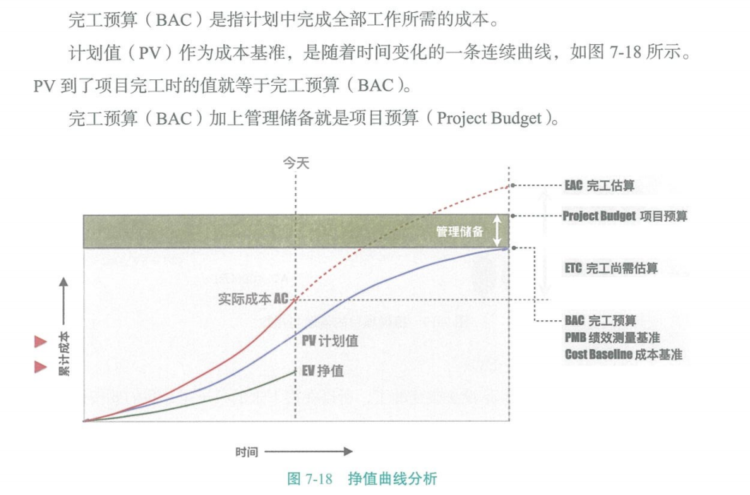 完工预算（BAC）是指计划中完成全部工作所需的成本。
计划值（PV）作为成本基准，是随着时间变化的一条连续曲线，如图 7-18 所示。
PV 到了项目完工时的值就等于完工预算（BAC）。
完工预算（BAC）加上管理储备就是项目预算（Project Budget）。
今天
EAC 完工估算
Project Budget 项目预算
管理储备
ETC 完工尚需估算
实际成本 AC
BAC 完工预算
PV 计划值
PMB 绩效测量基准
Cost Baseline 成本基准
EV 挣值
累计成本
时间
图 7-18 挣值曲线分析